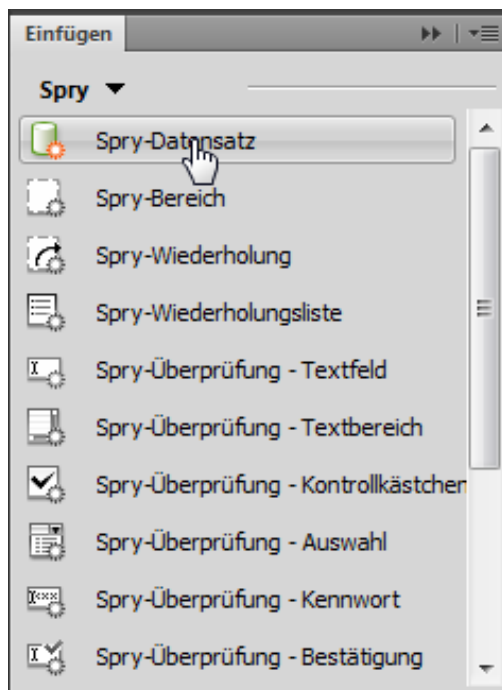 Einfügen
Spry
Spry-Datensatz
Spry-Bereich
Spry-Wiederholung
Spry-Wiederholungsliste
Spry-Überprüfung - Textfeld
Spry-Überprüfung - Textbereich
Spry-Überprüfung - Kontrollkästchen
Spry-Überprüfung - Auswahl
Spry-Überprüfung - Kennwort
Spry-Überprüfung - Bestätigung